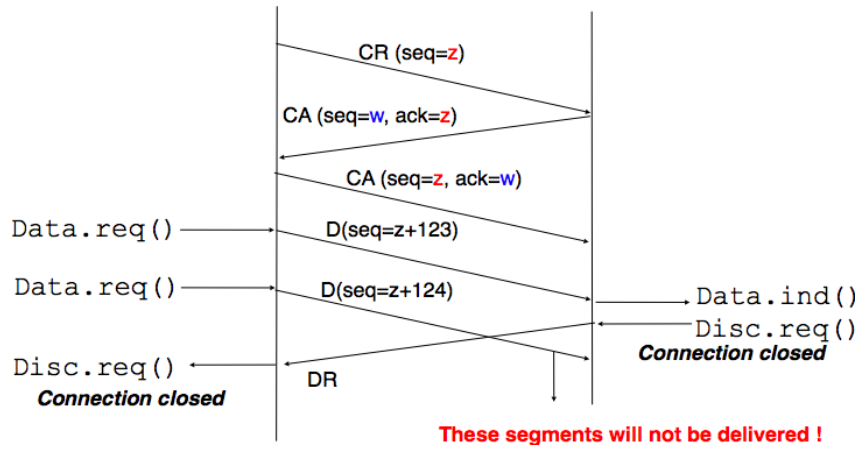 CR (seq=z)
CA (seq=w, ack=z)
CA (seq=z, ack=w)
Data.req()
D(seq=z+123)
Data.req()
D(seq=z+124)
Data.ind()
Disc.req()
Connection closed
Disc.req()
DR
Connection closed
These segments will not be delivered !